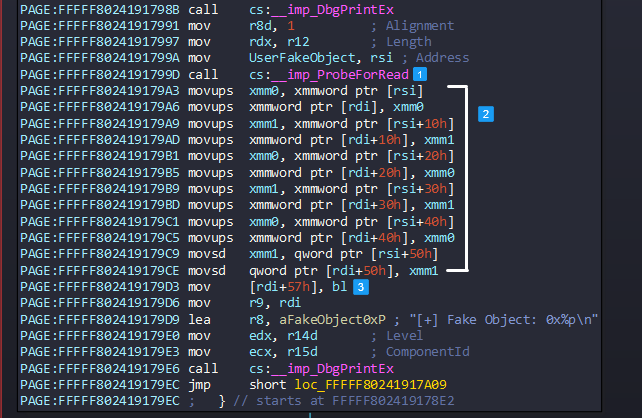 PAGE:FFFFF8024191798B call cs:__imp_DbgPrintEx
PAGE:FFFFF80241917991 mov r8d, 1 ; Alignment
PAGE:FFFFF80241917997 mov rdx, r12 ; Length
PAGE:FFFFF8024191799A mov UserFakeObject, rsi ; Address
PAGE:FFFFF8024191799D call cs:__imp_ProbeForRead 1
PAGE:FFFFF802419179A3 movups xmm0, xmmword ptr [rsi]
PAGE:FFFFF802419179A6 movups xmmword ptr [rdi], xmm0
PAGE:FFFFF802419179A9 movups xmm1, xmmword ptr [rsi+10h] 2
PAGE:FFFFF802419179AD movups xmmword ptr [rdi+10h], xmm1
PAGE:FFFFF802419179B1 movups xmm0, xmmword ptr [rsi+20h]
PAGE:FFFFF802419179B5 movups xmmword ptr [rdi+20h], xmm0
PAGE:FFFFF802419179B9 movups xmm1, xmmword ptr [rsi+30h]
PAGE:FFFFF802419179BD movups xmmword ptr [rdi+30h], xmm1
PAGE:FFFFF802419179C1 movups xmm0, xmmword ptr [rsi+40h]
PAGE:FFFFF802419179C5 movups xmmword ptr [rdi+40h], xmm0
PAGE:FFFFF802419179C9 movsd xmm1, qword ptr [rsi+50h]
PAGE:FFFFF802419179CE movsd qword ptr [rdi+50h], xmm1
PAGE:FFFFF802419179D3 mov [rdi+57h], bl 3
PAGE:FFFFF802419179D6 mov r9, rdi
PAGE:FFFFF802419179D9 lea r8, aFakeObject0xP ; "[+] Fake Object: 0x%p\n"
PAGE:FFFFF802419179E0 mov edx, r14d ; Level
PAGE:FFFFF802419179E3 mov ecx, r15d ; ComponentId
PAGE:FFFFF802419179E6 call cs:__imp_DbgPrintEx
PAGE:FFFFF802419179EC jmp short loc_FFFFF80241917A09
PAGE:FFFFF802419179EC ; } // starts at FFFFF802419178E2